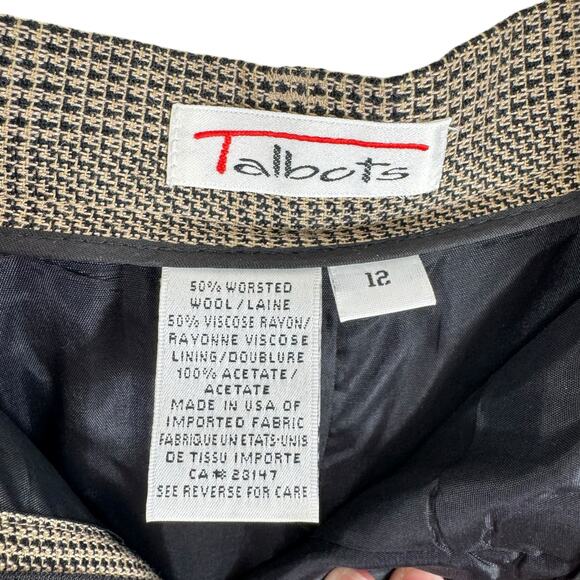 Talbots
12
50% WORSTED
WOOL/LAINE
50% VISCOSE RAYON/
RAYONNE VISCOSE
LINING/DOUBLURE
100% ACETATE/
ACETATE
MADE IN USA OF
IMPORTED FABRIC
FABRIQUE UN ETATS-UNIS
DE TISSU IMPORTE
CA# 23147
SEE REVERSE FOR CARE